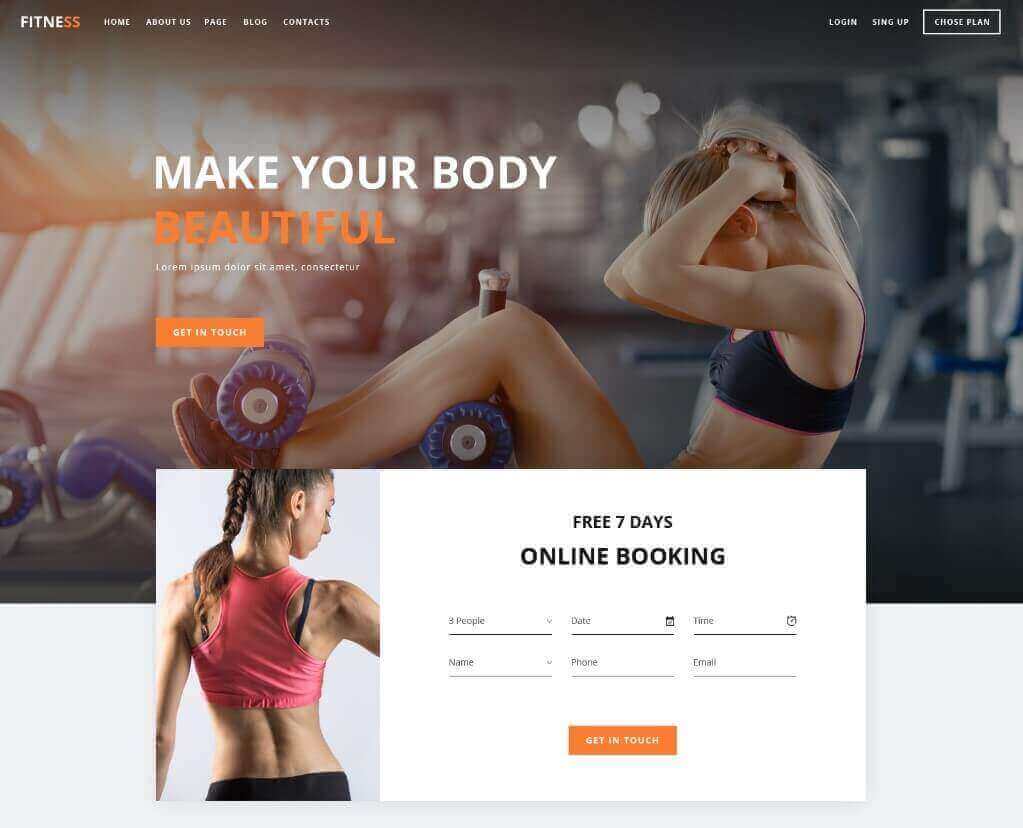 FITNESS HOME ABOUT US PAGE BLOG CONTACTS LOGIN SING UP CHOSE PLAN
MAKE YOUR BODY
BEAUTIFUL
Lorem ipsum dolor sit amet, consectetur
GET IN TOUCH
FREE 7 DAYS
ONLINE BOOKING
3 People Date Time
Name Phone Email
GET IN TOUCH